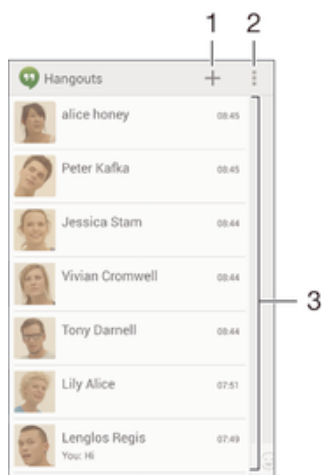 1 2
Hangouts
alice honey 08:45
Peter Kafka 08:45
Jessica Stam 08:44
Vivian Cromwell 08:44
3
Tony Darnell 08:44
Lily Alice 07:51
Lenglos Regis 07:49
You: Hi